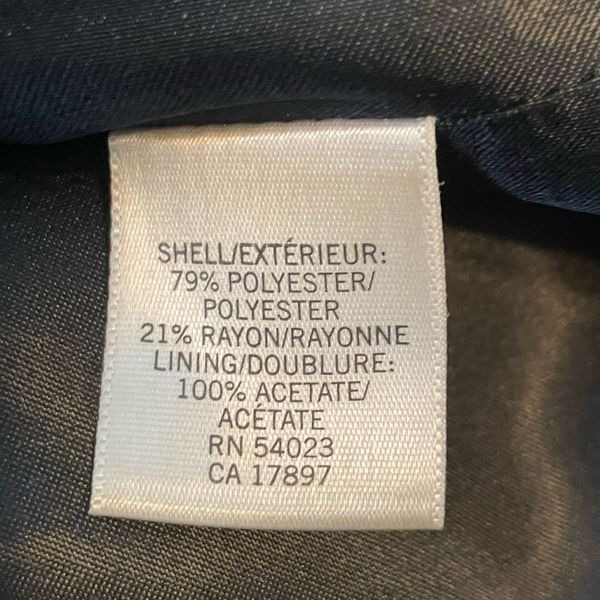 SHELL/EXTÉRIEUR:
79% POLYESTER/
POLYESTER
21% RAYON/RAYONNE
LINING/DOUBLURE:
100% ACETATE/
ACÉTATE
RN 54023
CA 17897